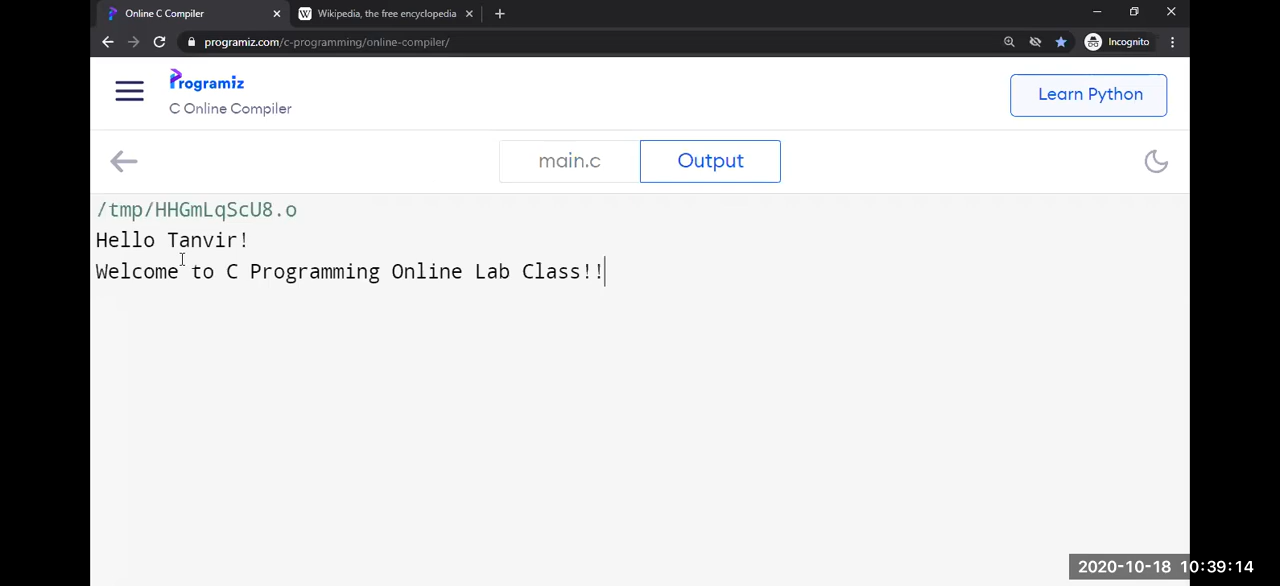 Online C Compiler
Wikipedia, the free encyclopedia
programiz.com/c-programming/online-compiler/
Incognito
Programiz
C Online Compiler
Learn Python
main.c
Output
/tmp/HHGmLqScU8.o
Hello Tanvir!
Welcome to C Programming Online Lab Class!!
2020-10-18 10:39:14